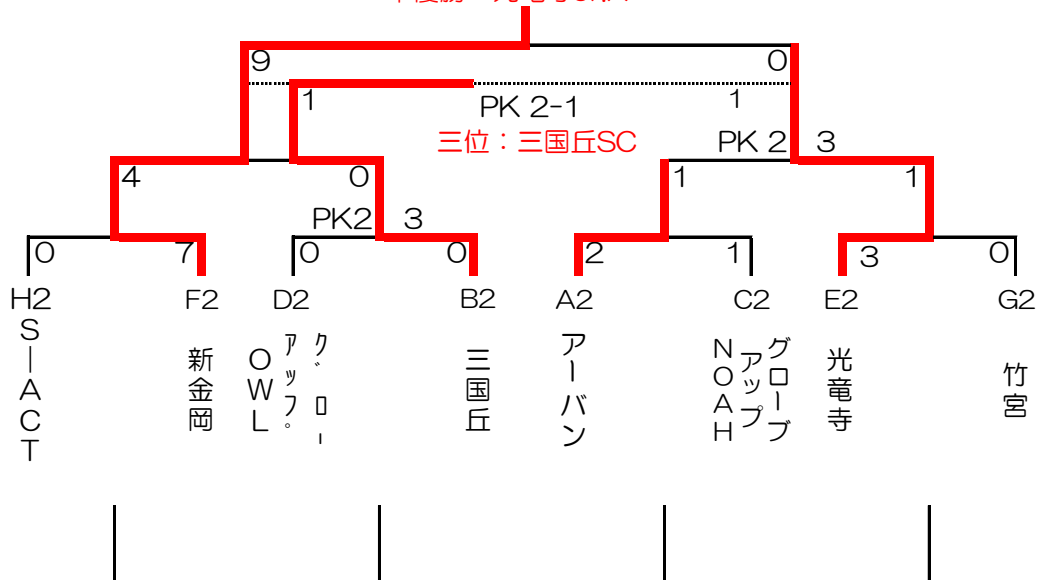 9 0
1 PK 2-1 1
三位：三国丘SC PK 2 3
4 0 1 1
PK2 3
0 7 0 0 2 1 3 0
H2 F2 D2 B2 A2 C2 E2 G2
S－ACT
新金岡
グロー
アップ
OWL
三国丘
アーバン
グローブ
アップ
NOAH
光竜寺
竹宮